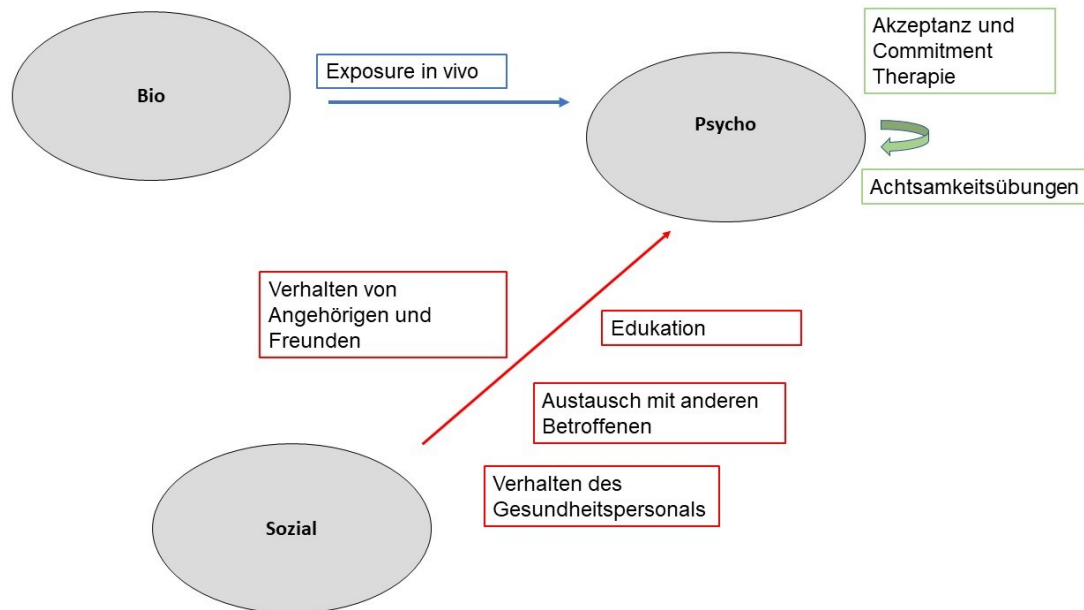 Bio
Exposure in vivo
Psycho
Akzeptanz und
Commitment
Therapie
Achtsamkeitsübungen
Verhalten von
Angehörigen und
Freunden
Edukation
Austausch mit anderen
Betroffenen
Verhalten des
Gesundheitspersonals
Sozial